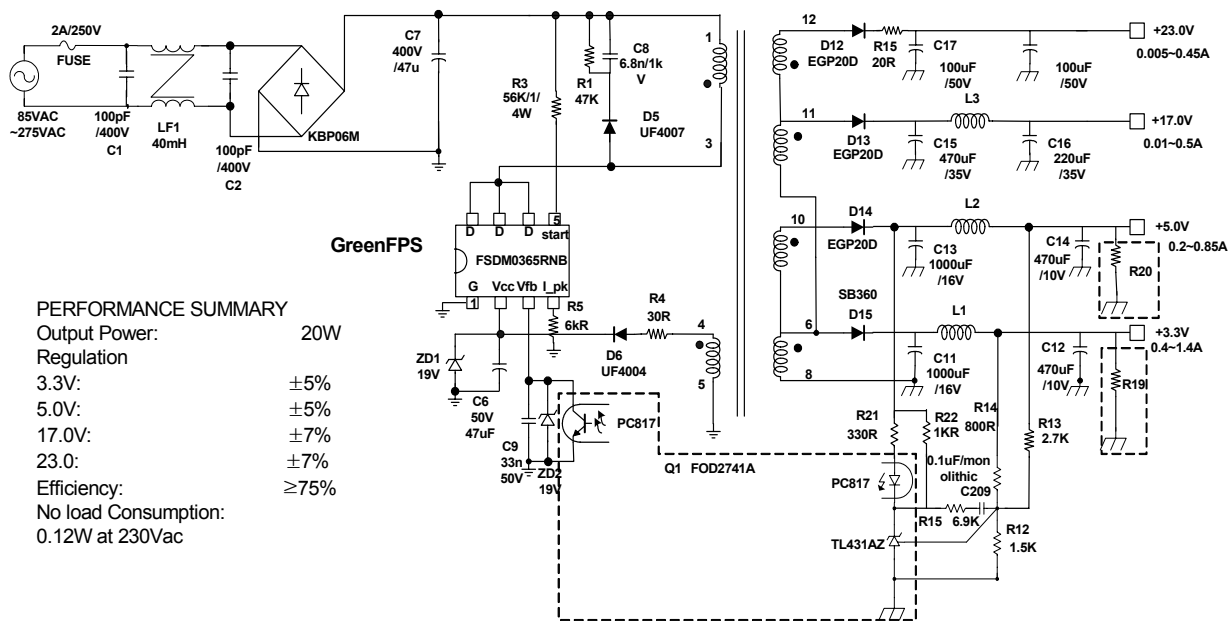 2A/250V
FUSE
85VAC
~275VAC
100pF
/400V
C1
LF1
40mH
100pF
/400V
C2
KBP06M
C7
400V
/47u
R3
56K/1/
4W
R1
47K
C8
6.8n/1k
V
D5
UF4007
1
3
GreenFPS
D
D
D
5
start
FSDM0365RNB
G
Vcc
Vfb
I_pk
1
R5
6kR
ZD1
19V
C6
50V
47uF
D6
UF4004
R4
30R
4
5
C9
33n
50V
ZD2
19V
PC817
Q1 FOD2741A
12
D12
EGP20D
R15
20R
C17
100uF
/50V
100uF
/50V
+23.0V
0.005~0.45A
11
D13
EGP20D
C15
470uF
/35V
L3
C16
220uF
/35V
+17.0V
0.01~0.5A
10
D14
EGP20D
C13
1000uF
/16V
L2
C14
470uF
/10V
R20
+5.0V
0.2~0.85A
6
8
SB360
D15
C11
1000uF
/16V
L1
C12
470uF
/10V
R19
+3.3V
0.4~1.4A
R21
330R
R22
1KR
R14
800R
R13
2.7K
0.1uF/mon
olithic
C209
PC817
R15
6.9K
TL431AZ
R12
1.5K
PERFORMANCE SUMMARY
Output Power: 20W
Regulation
3.3V: ±5%
5.0V: ±5%
17.0V: ±7%
23.0: ±7%
Efficiency: ≥75%
No load Consumption:
0.12W at 230Vac